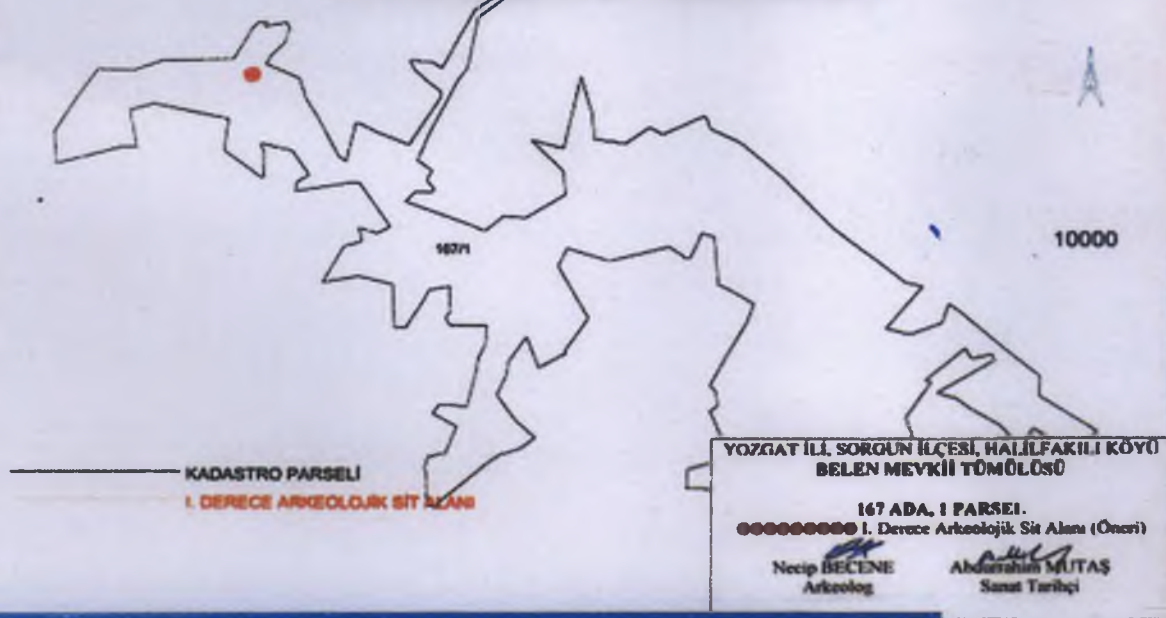 167/1
10000
KADASTRO PARSELİ
I. DERECE ARKEOLOJİK SİT ALANI
YOZGAT İLİ, SORGUN İLÇESİ, HALİLFAKILI KÖYÜ
BELEN MEVKİİ TÜMÜLÜSÜ
167 ADA, 1 PARSEL
I. Derece Arkeolojik Sit Alanı (Öneri)
Necip BECENE
Abdurrahim MUTAŞ
Arkeolog
Sanat Tarihçi